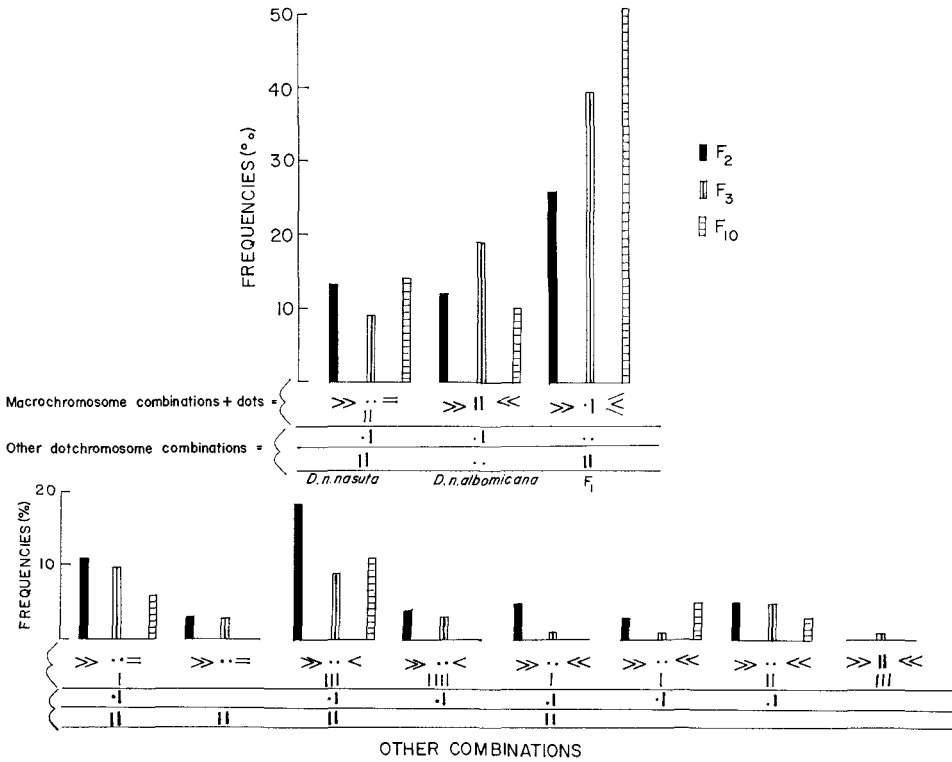 50
40
30
20
10
FREQUENCIES (%)
F2
F3
F10
Macrochromosome combinations + dots =
Other dotchromosome combinations =
D.n.nasuta D.n.albomicana F1
20
10
FREQUENCIES (%)
OTHER COMBINATIONS